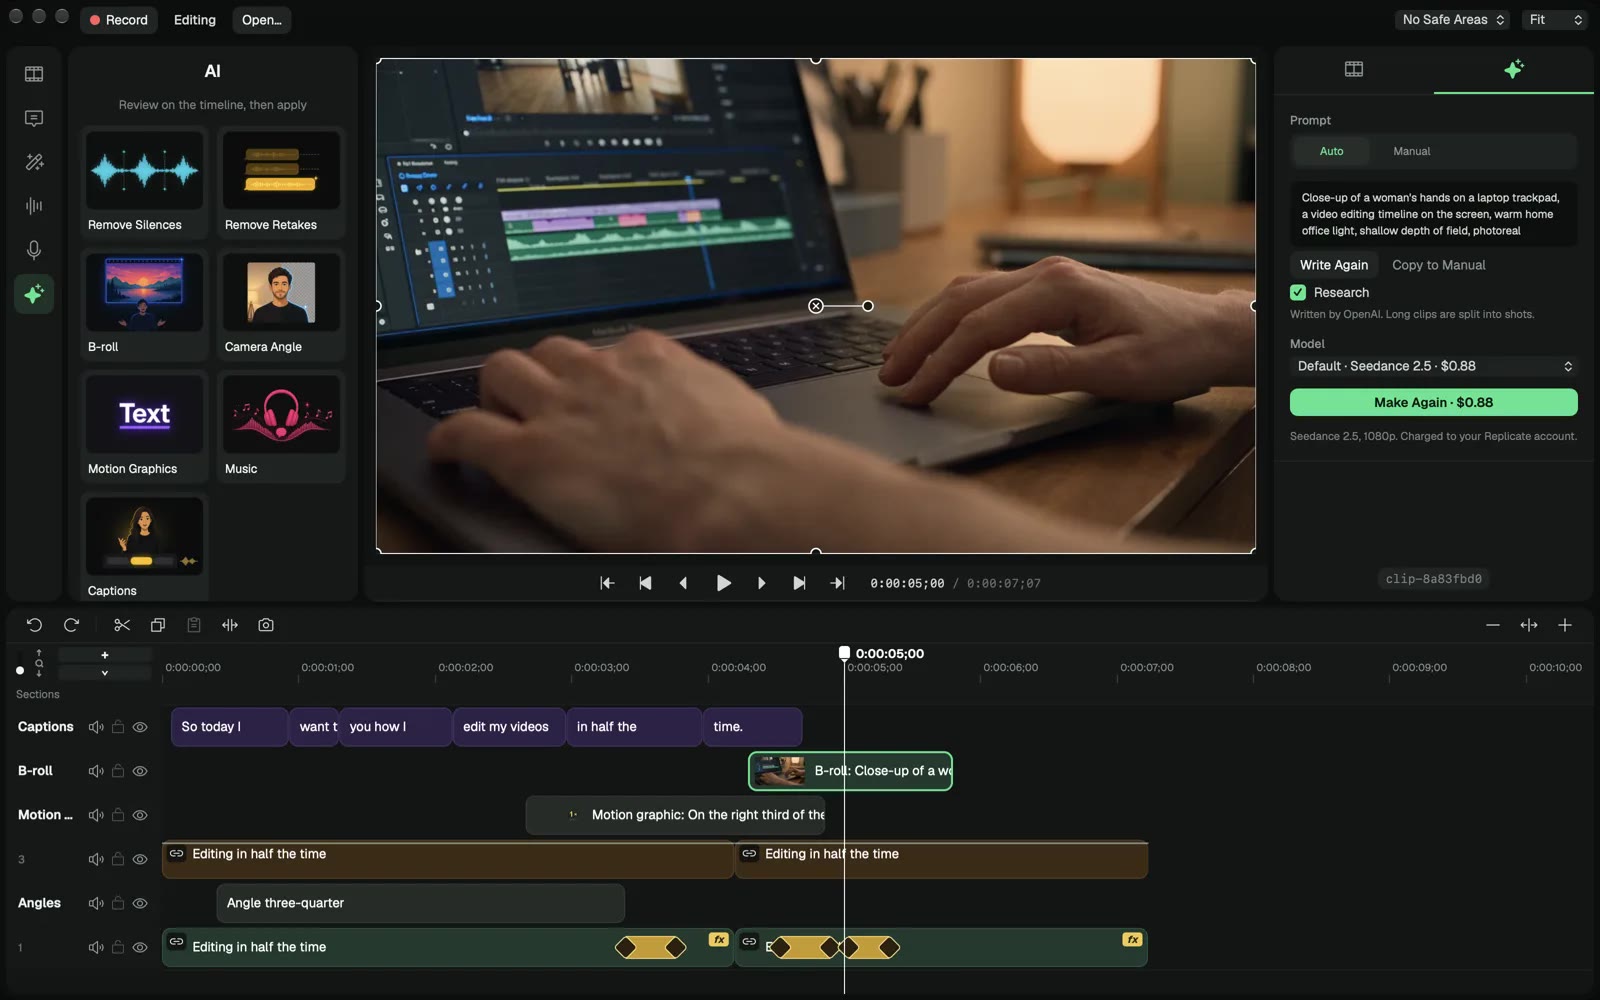 Record
Editing
Open...
No Safe Areas
Fit
AI
Review on the timeline, then apply
Remove Silences
Remove Retakes
B-roll
Camera Angle
Text
Motion Graphics
Music
Captions
Prompt
Auto
Manual
Close-up of a woman's hands on a laptop trackpad,
a video editing timeline on the screen, warm home
office light, shallow depth of field, photoreal
Write Again
Copy to Manual
Research
Written by OpenAI. Long clips are split into shots.
Model
Default · Seedance 2.5 · $0.88
Make Again · $0.88
Seedance 2.5, 1080p. Charged to your Replicate account.
clip-8a83fbd0
0:00:05;00 / 0:00:07;07
0:00:05;00
0:00:00;00
0:00:01;00
0:00:02;00
0:00:03;00
0:00:04;00
0:00:05;00
0:00:06;00
0:00:07;00
0:00:08;00
0:00:09;00
0:00:10;00
Sections
Captions
So today I
want t
you how I
edit my videos
in half the
time.
B-roll
B-roll: Close-up of a wo
Motion ...
Motion graphic: On the right third of the
3
Editing in half the time
Editing in half the time
Angles
Angle three-quarter
1
Editing in half the time
fx
E
fx